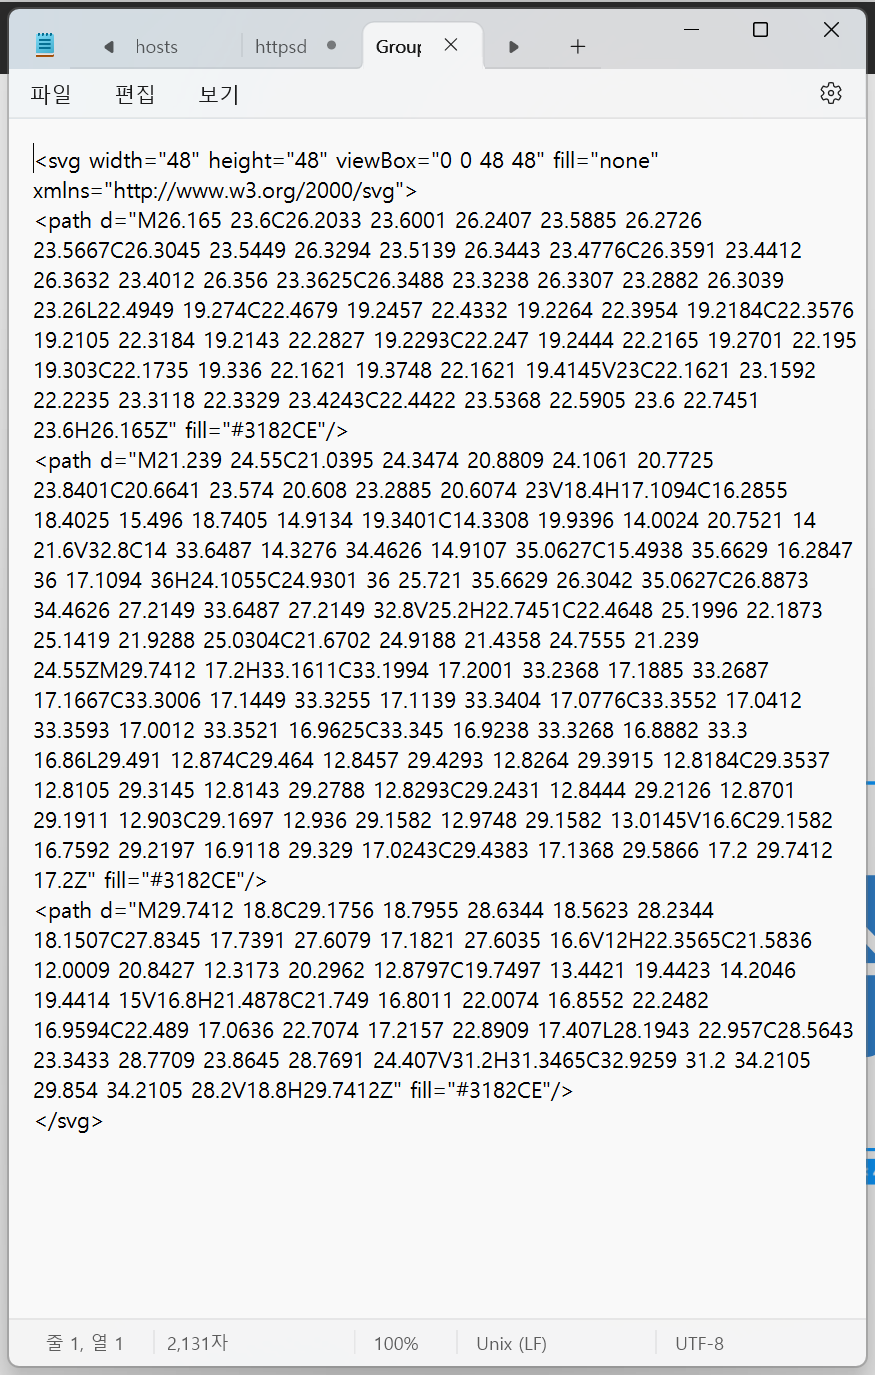 hosts
httpsd
Group
파일
편집
보기
<svg width="48" height="48" viewBox="0 0 48 48" fill="none"
xmlns="http://www.w3.org/2000/svg">
<path d="M26.165 23.6C26.2033 23.6001 26.2407 23.5885 26.2726
23.5667C26.3045 23.5449 26.3294 23.5139 26.3443 23.4776C26.3591 23.4412
26.3632 23.4012 26.356 23.3625C26.3488 23.3238 26.3307 23.2882 26.3039
23.26L22.4949 19.274C22.4679 19.2457 22.4332 19.2264 22.3954 19.2184C22.3576
19.2105 22.3184 19.2143 22.2827 19.2293C22.247 19.2444 22.2165 19.2701 22.195
19.303C22.1735 19.336 22.1621 19.3748 22.1621 19.4145V23C22.1621 23.1592
22.2235 23.3118 22.3329 23.4243C22.4422 23.5368 22.5905 23.6 22.7451
23.6H26.165Z" fill="#3182CE"/>
<path d="M21.239 24.55C21.0395 24.3474 20.8809 24.1061 20.7725
23.8401C20.6641 23.574 20.608 23.2885 20.6074 23V18.4H17.1094C16.2855
18.4025 15.496 18.7405 14.9134 19.3401C14.3308 19.9396 14.0024 20.7521 14
21.6V32.8C14 33.6487 14.3276 34.4626 14.9107 35.0627C15.4938 35.6629 16.2847
36 17.1094 36H24.1055C24.9301 36 25.721 35.6629 26.3042 35.0627C26.8873
34.4626 27.2149 33.6487 27.2149 32.8V25.2H22.7451C22.4648 25.1996 22.1873
25.1419 21.9288 25.0304C21.6702 24.9188 21.4358 24.7555 21.239
24.55ZM29.7412 17.2H33.1611C33.1994 17.2001 33.2368 17.1885 33.2687
17.1667C33.3006 17.1449 33.3255 17.1139 33.3404 17.0776C33.3552 17.0412
33.3593 17.0012 33.3521 16.9625C33.345 16.9238 33.3268 16.8882 33.3
16.86L29.491 12.874C29.464 12.8457 29.4293 12.8264 29.3915 12.8184C29.3537
12.8105 29.3145 12.8143 29.2788 12.8293C29.2431 12.8444 29.2126 12.8701
29.1911 12.903C29.1697 12.936 29.1582 12.9748 29.1582 13.0145V16.6C29.1582
16.7592 29.2197 16.9118 29.329 17.0243C29.4383 17.1368 29.5866 17.2 29.7412
17.2Z" fill="#3182CE"/>
<path d="M29.7412 18.8C29.1756 18.7955 28.6344 18.5623 28.2344
18.1507C27.8345 17.7391 27.6079 17.1821 27.6035 16.6V12H22.3565C21.5836
12.0009 20.8427 12.3173 20.2962 12.8797C19.7497 13.4421 19.4423 14.2046
19.4414 15V16.8H21.4878C21.749 16.8011 22.0074 16.8552 22.2482
16.9594C22.489 17.0636 22.7074 17.2157 22.8909 17.407L28.1943 22.957C28.5643
23.3433 28.7709 23.8645 28.7691 24.407V31.2H31.3465C32.9259 31.2 34.2105
29.854 34.2105 28.2V18.8H29.7412Z" fill="#3182CE"/>
</svg>
줄 1, 열 1
2,131자
100%
Unix (LF)
UTF-8